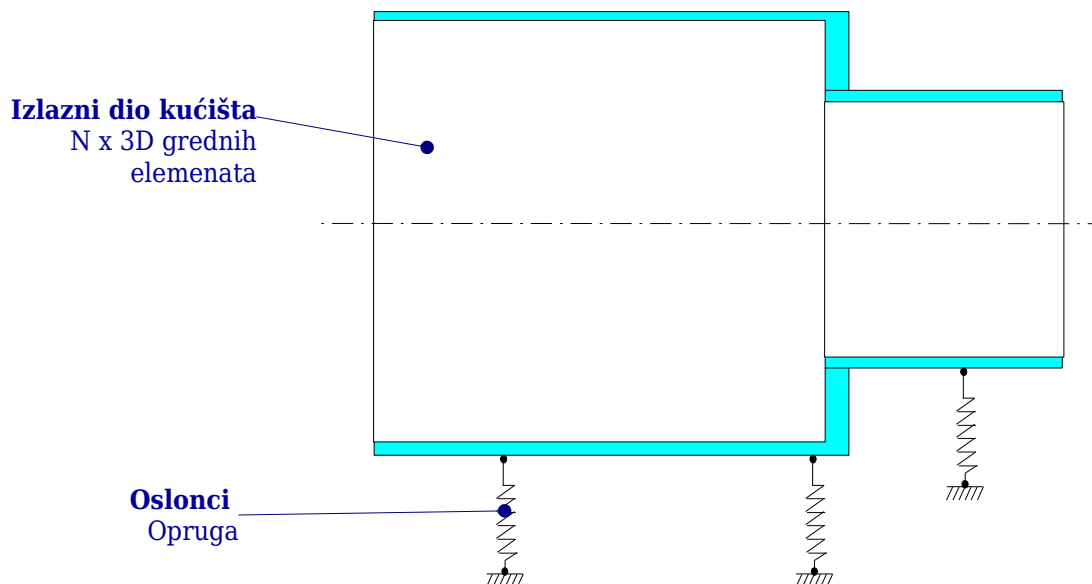 Izlazni dio kućišta
N x 3D grednih
elemenata
Oslonci
Opruga